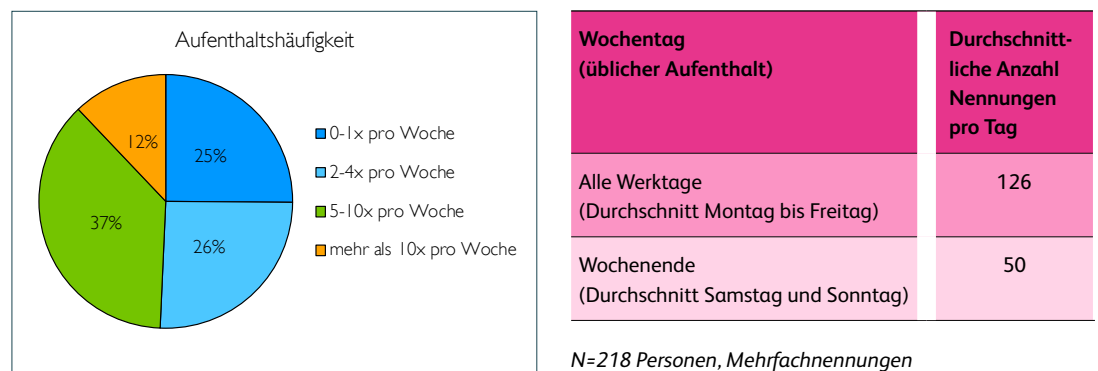 Aufenthaltshäufigkeit
12%
25%
37%
26%
0-1x pro Woche
2-4x pro Woche
5-10x pro Woche
mehr als 10x pro Woche
Wochentag
(üblicher Aufenthalt)
Durchschnitt-
liche Anzahl
Nennungen
pro Tag
Alle Werktage
(Durchschnitt Montag bis Freitag)
126
Wochenende
(Durchschnitt Samstag und Sonntag)
50
N=218 Personen, Mehrfachnennungen